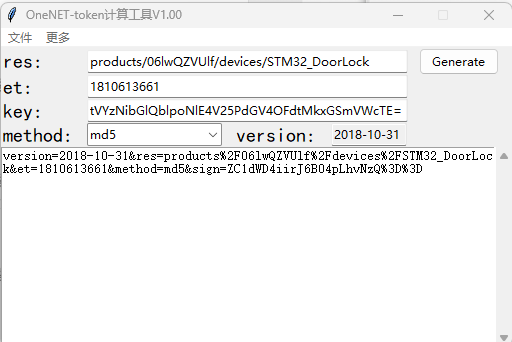 OneNET-token计算工具V1.00
文件 更多
res: products/06lwQZVUlf/devices/STM32_DoorLock Generate
et: 1810613661
key: tVYzNibGlQblpoNlE4V25PdGV4OFdtMkxGSmVWcTE=
method: md5 version: 2018-10-31
version=2018-10-31&res=products%2F06lwQZVUlf%2Fdevices%2FSTM32_DoorLoc
k&et=1810613661&method=md5&sign=ZC1dWD4iirJ6B04pLhvNzQ%3D%3D